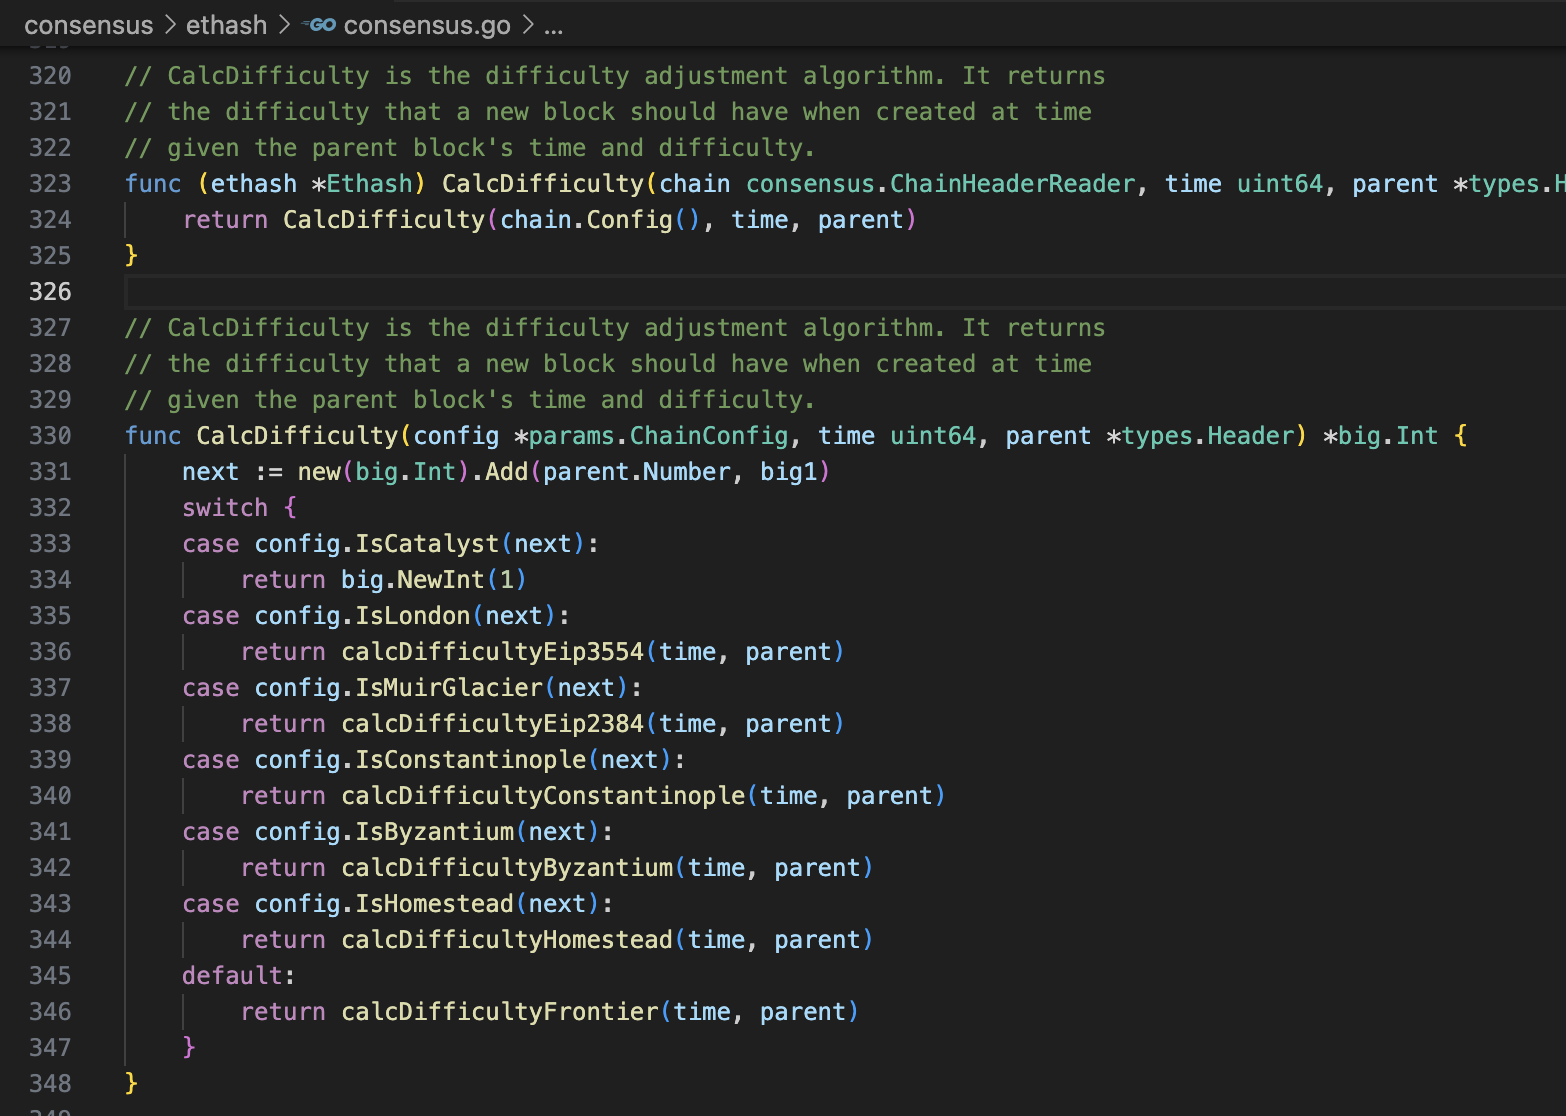 consensus > ethash > GO consensus.go > ...
320 // CalcDifficulty is the difficulty adjustment algorithm. It returns
321 // the difficulty that a new block should have when created at time
322 // given the parent block's time and difficulty.
323 func (ethash *Ethash) CalcDifficulty(chain consensus.ChainHeaderReader, time uint64, parent *types.H
324     return CalcDifficulty(chain.Config(), time, parent)
325 }
326
327 // CalcDifficulty is the difficulty adjustment algorithm. It returns
328 // the difficulty that a new block should have when created at time
329 // given the parent block's time and difficulty.
330 func CalcDifficulty(config *params.ChainConfig, time uint64, parent *types.Header) *big.Int {
331     next := new(big.Int).Add(parent.Number, big1)
332     switch {
333     case config.IsCatalyst(next):
334         return big.NewInt(1)
335     case config.IsLondon(next):
336         return calcDifficultyEip3554(time, parent)
337     case config.IsMuirGlacier(next):
338         return calcDifficultyEip2384(time, parent)
339     case config.IsConstantinople(next):
340         return calcDifficultyConstantinople(time, parent)
341     case config.IsByzantium(next):
342         return calcDifficultyByzantium(time, parent)
343     case config.IsHomestead(next):
344         return calcDifficultyHomestead(time, parent)
345     default:
346         return calcDifficultyFrontier(time, parent)
347     }
348 }